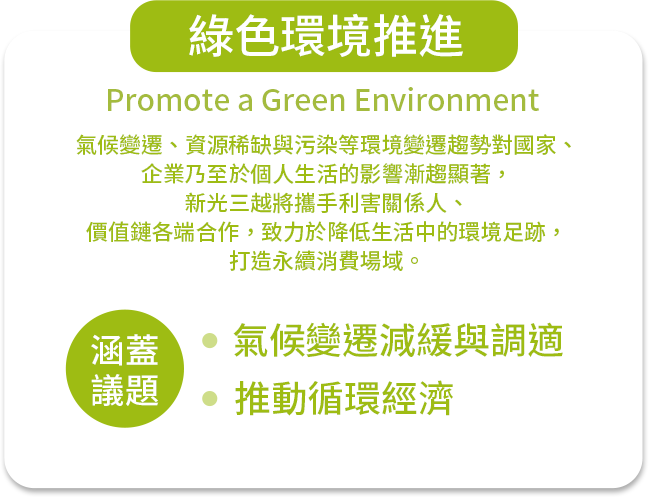 綠色環境推進
Promote a Green Environment
氣候變遷、資源稀缺與污染等環境變遷趨勢對國家、
企業乃至於個人生活的影響漸趨顯著，
新光三越將攜手利害關係人、
價值鏈各端合作，致力於降低生活中的環境足跡，
打造永續消費場域。
涵蓋
議題
• 氣候變遷減緩與調適
• 推動循環經濟